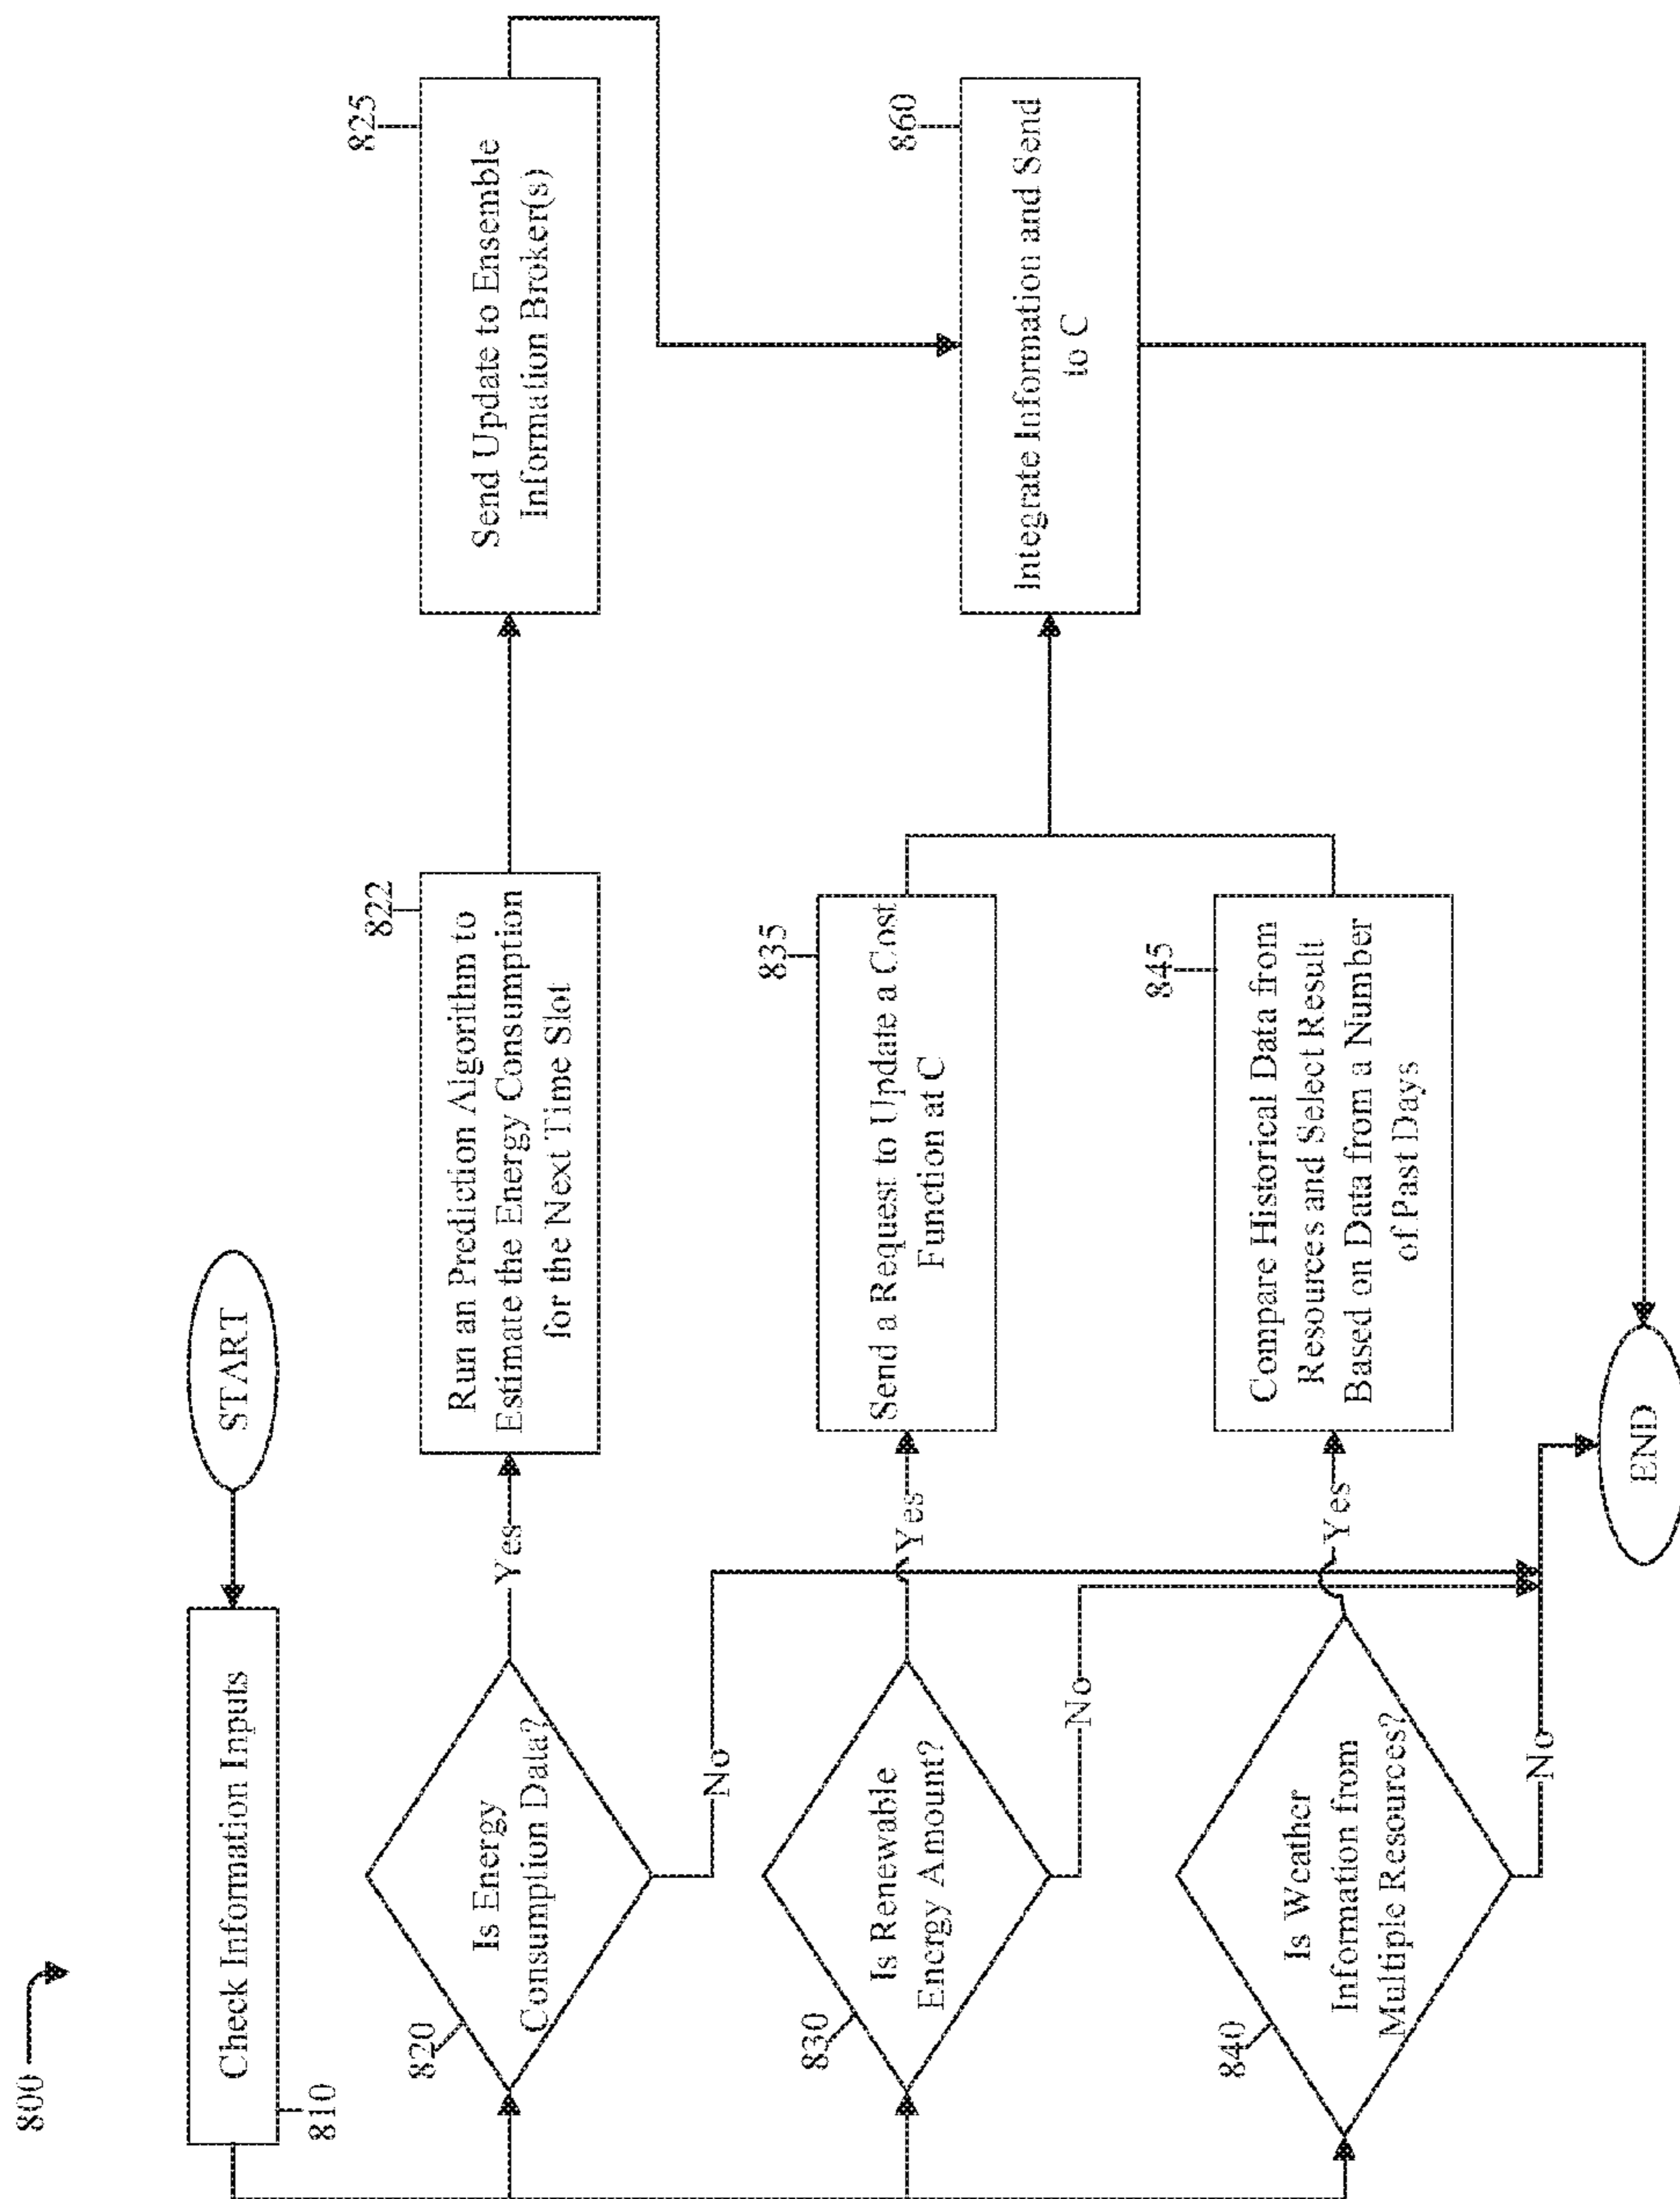 800
START
Check Information Inputs
810
820
Is Energy
Consumption Data?
Yes
No
822
Run an Prediction Algorithm to
Estimate the Energy Consumption
for the Next Time Slot
825
Send Update to Ensemble
Information Broker(s)
830
Is Renewable
Energy Amount?
Yes
No
835
Send a Request to Update a Cost
Function at C
840
Is Weather
Information from
Multiple Resources?
Yes
No
845
Compare Historical Data from
Resources and Select Result
Based on Data from a Number
of Past Days
860
Integrate Information and Send
to C
END